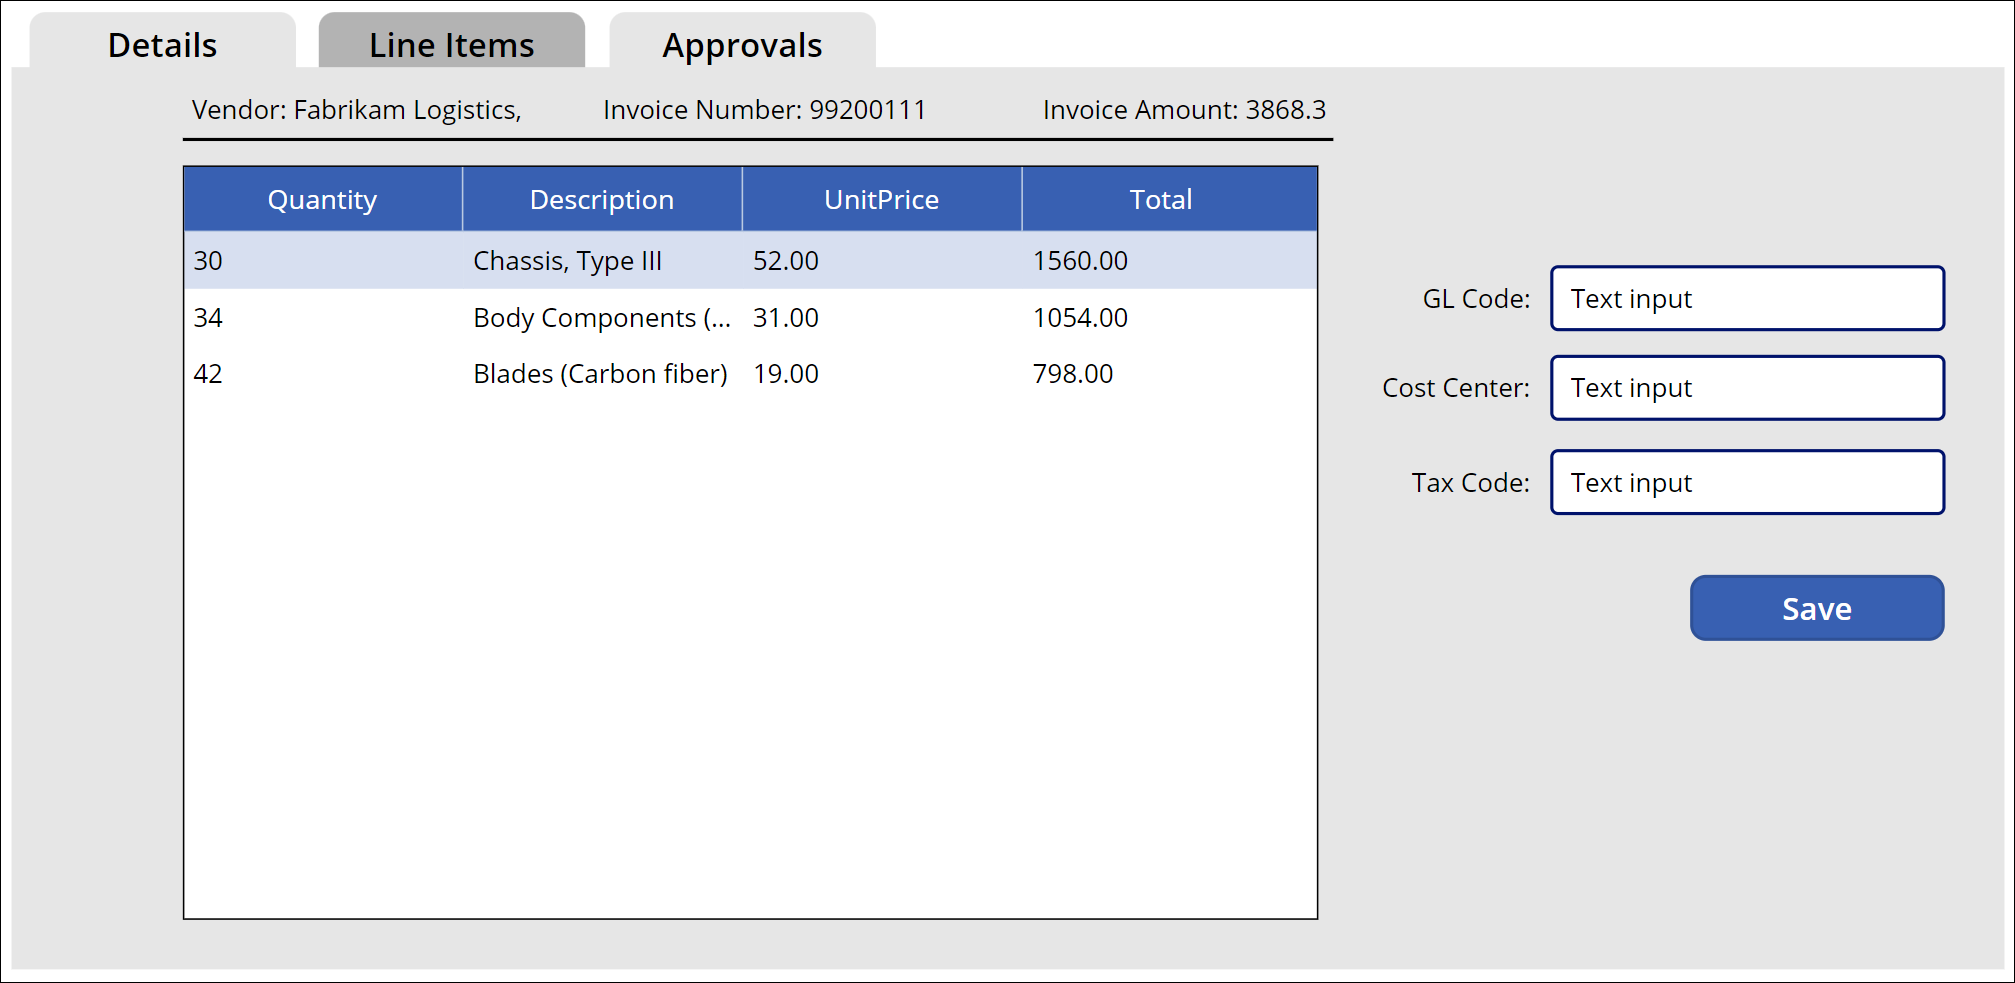 Details Line Items Approvals
Vendor: Fabrikam Logistics, Invoice Number: 99200111 Invoice Amount: 3868.3
Quantity Description UnitPrice Total
30 Chassis, Type III 52.00 1560.00
34 Body Components (... 31.00 1054.00
42 Blades (Carbon fiber) 19.00 798.00
GL Code: Text input
Cost Center: Text input
Tax Code: Text input
Save